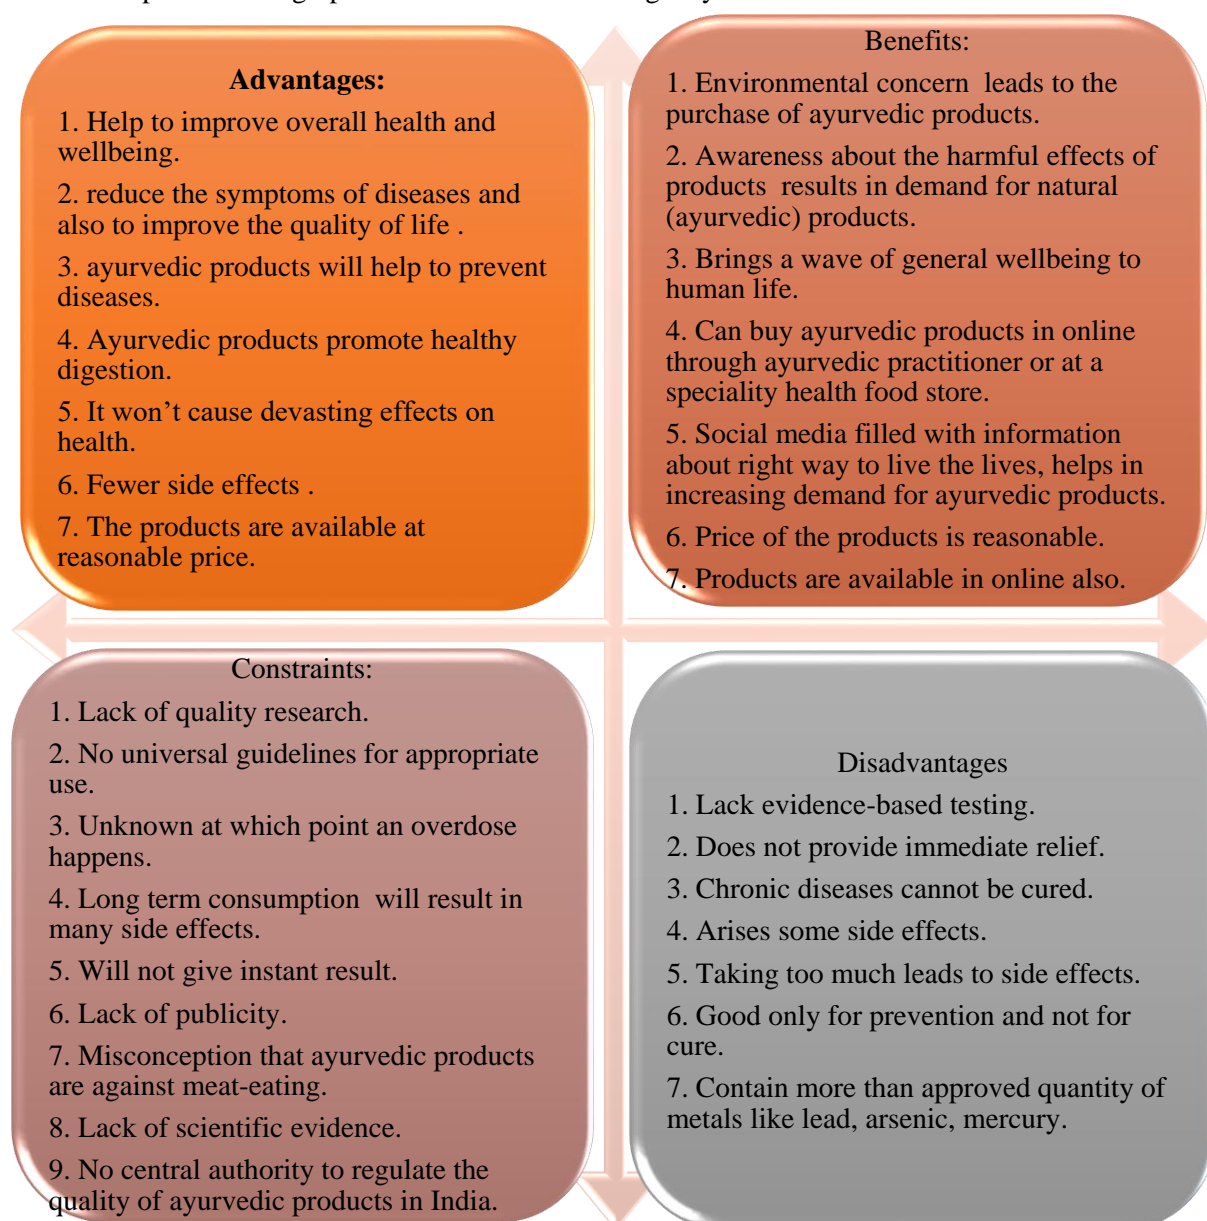 Advantages:
1. Help to improve overall health and
wellbeing.
2. reduce the symptoms of diseases and
also to improve the quality of life .
3. ayurvedic products will help to prevent
diseases.
4. Ayurvedic products promote healthy
digestion.
5. It won’t cause devasting effects on
health.
6. Fewer side effects .
7. The products are available at
reasonable price.
Benefits:
1. Environmental concern  leads to the
purchase of ayurvedic products.
2. Awareness about the harmful effects of
products  results in demand for natural
(ayurvedic) products.
3. Brings a wave of general wellbeing to
human life.
4. Can buy ayurvedic products in online
through ayurvedic practitioner or at a
speciality health food store.
5. Social media filled with information
about right way to live the lives, helps in
increasing demand for ayurvedic products.
6. Price of the products is reasonable.
7. Products are available in online also.
Constraints:
1. Lack of quality research.
2. No universal guidelines for appropriate
use.
3. Unknown at which point an overdose
happens.
4. Long term consumption  will result in
many side effects.
5. Will not give instant result.
6. Lack of publicity.
7. Misconception that ayurvedic products
are against meat-eating.
8. Lack of scientific evidence.
9. No central authority to regulate the
quality of ayurvedic products in India.
Disadvantages
1. Lack evidence-based testing.
2. Does not provide immediate relief.
3. Chronic diseases cannot be cured.
4. Arises some side effects.
5. Taking too much leads to side effects.
6. Good only for prevention and not for
cure.
7. Contain more than approved quantity of
metals like lead, arsenic, mercury.